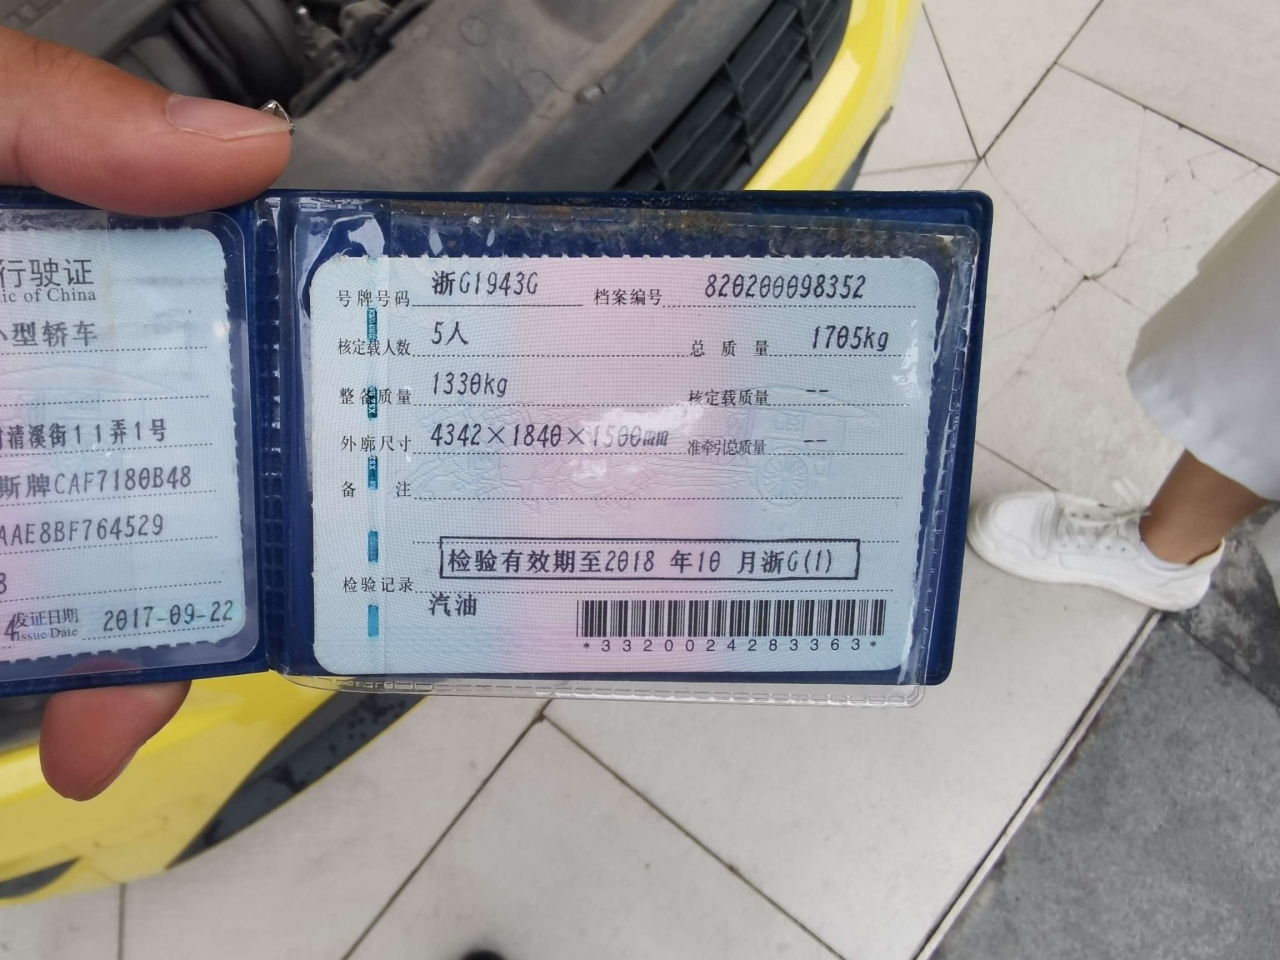 行驶证
ic of China
小型轿车
清溪街11弄1号
斯牌CAF7180B48
AAE8BF764529
发证日期 2017-09-22
Issue Date
号牌号码 浙G1943G 档案编号 820200098352
核定载人数 5人 总质量 1705kg
整备质量 1330kg 核定载质量 --
外廓尺寸 4342×1840×1500mm 准牵引总质量 --
备注
检验有效期至2018 年10 月浙G(1)
检验记录
汽油
*3320024283363*